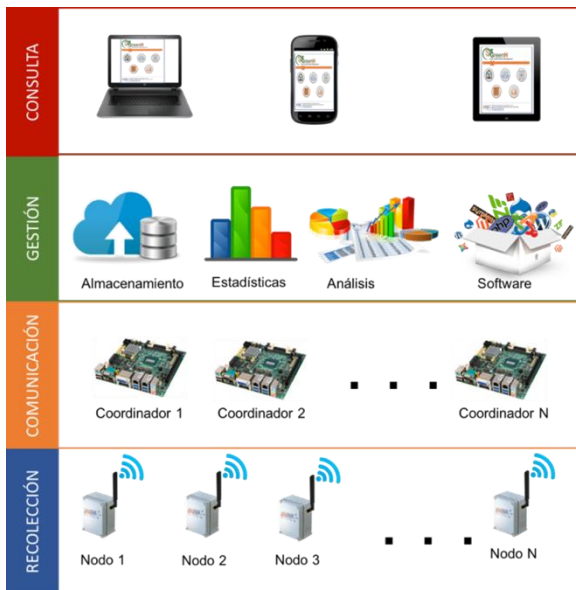 CONSULTA
GESTIÓN
Almacenamiento
Estadísticas
Análisis
Software
COMUNICACIÓN
Coordinador 1
Coordinador 2
Coordinador N
RECOLECCIÓN
Nodo 1
Nodo 2
Nodo 3
Nodo N